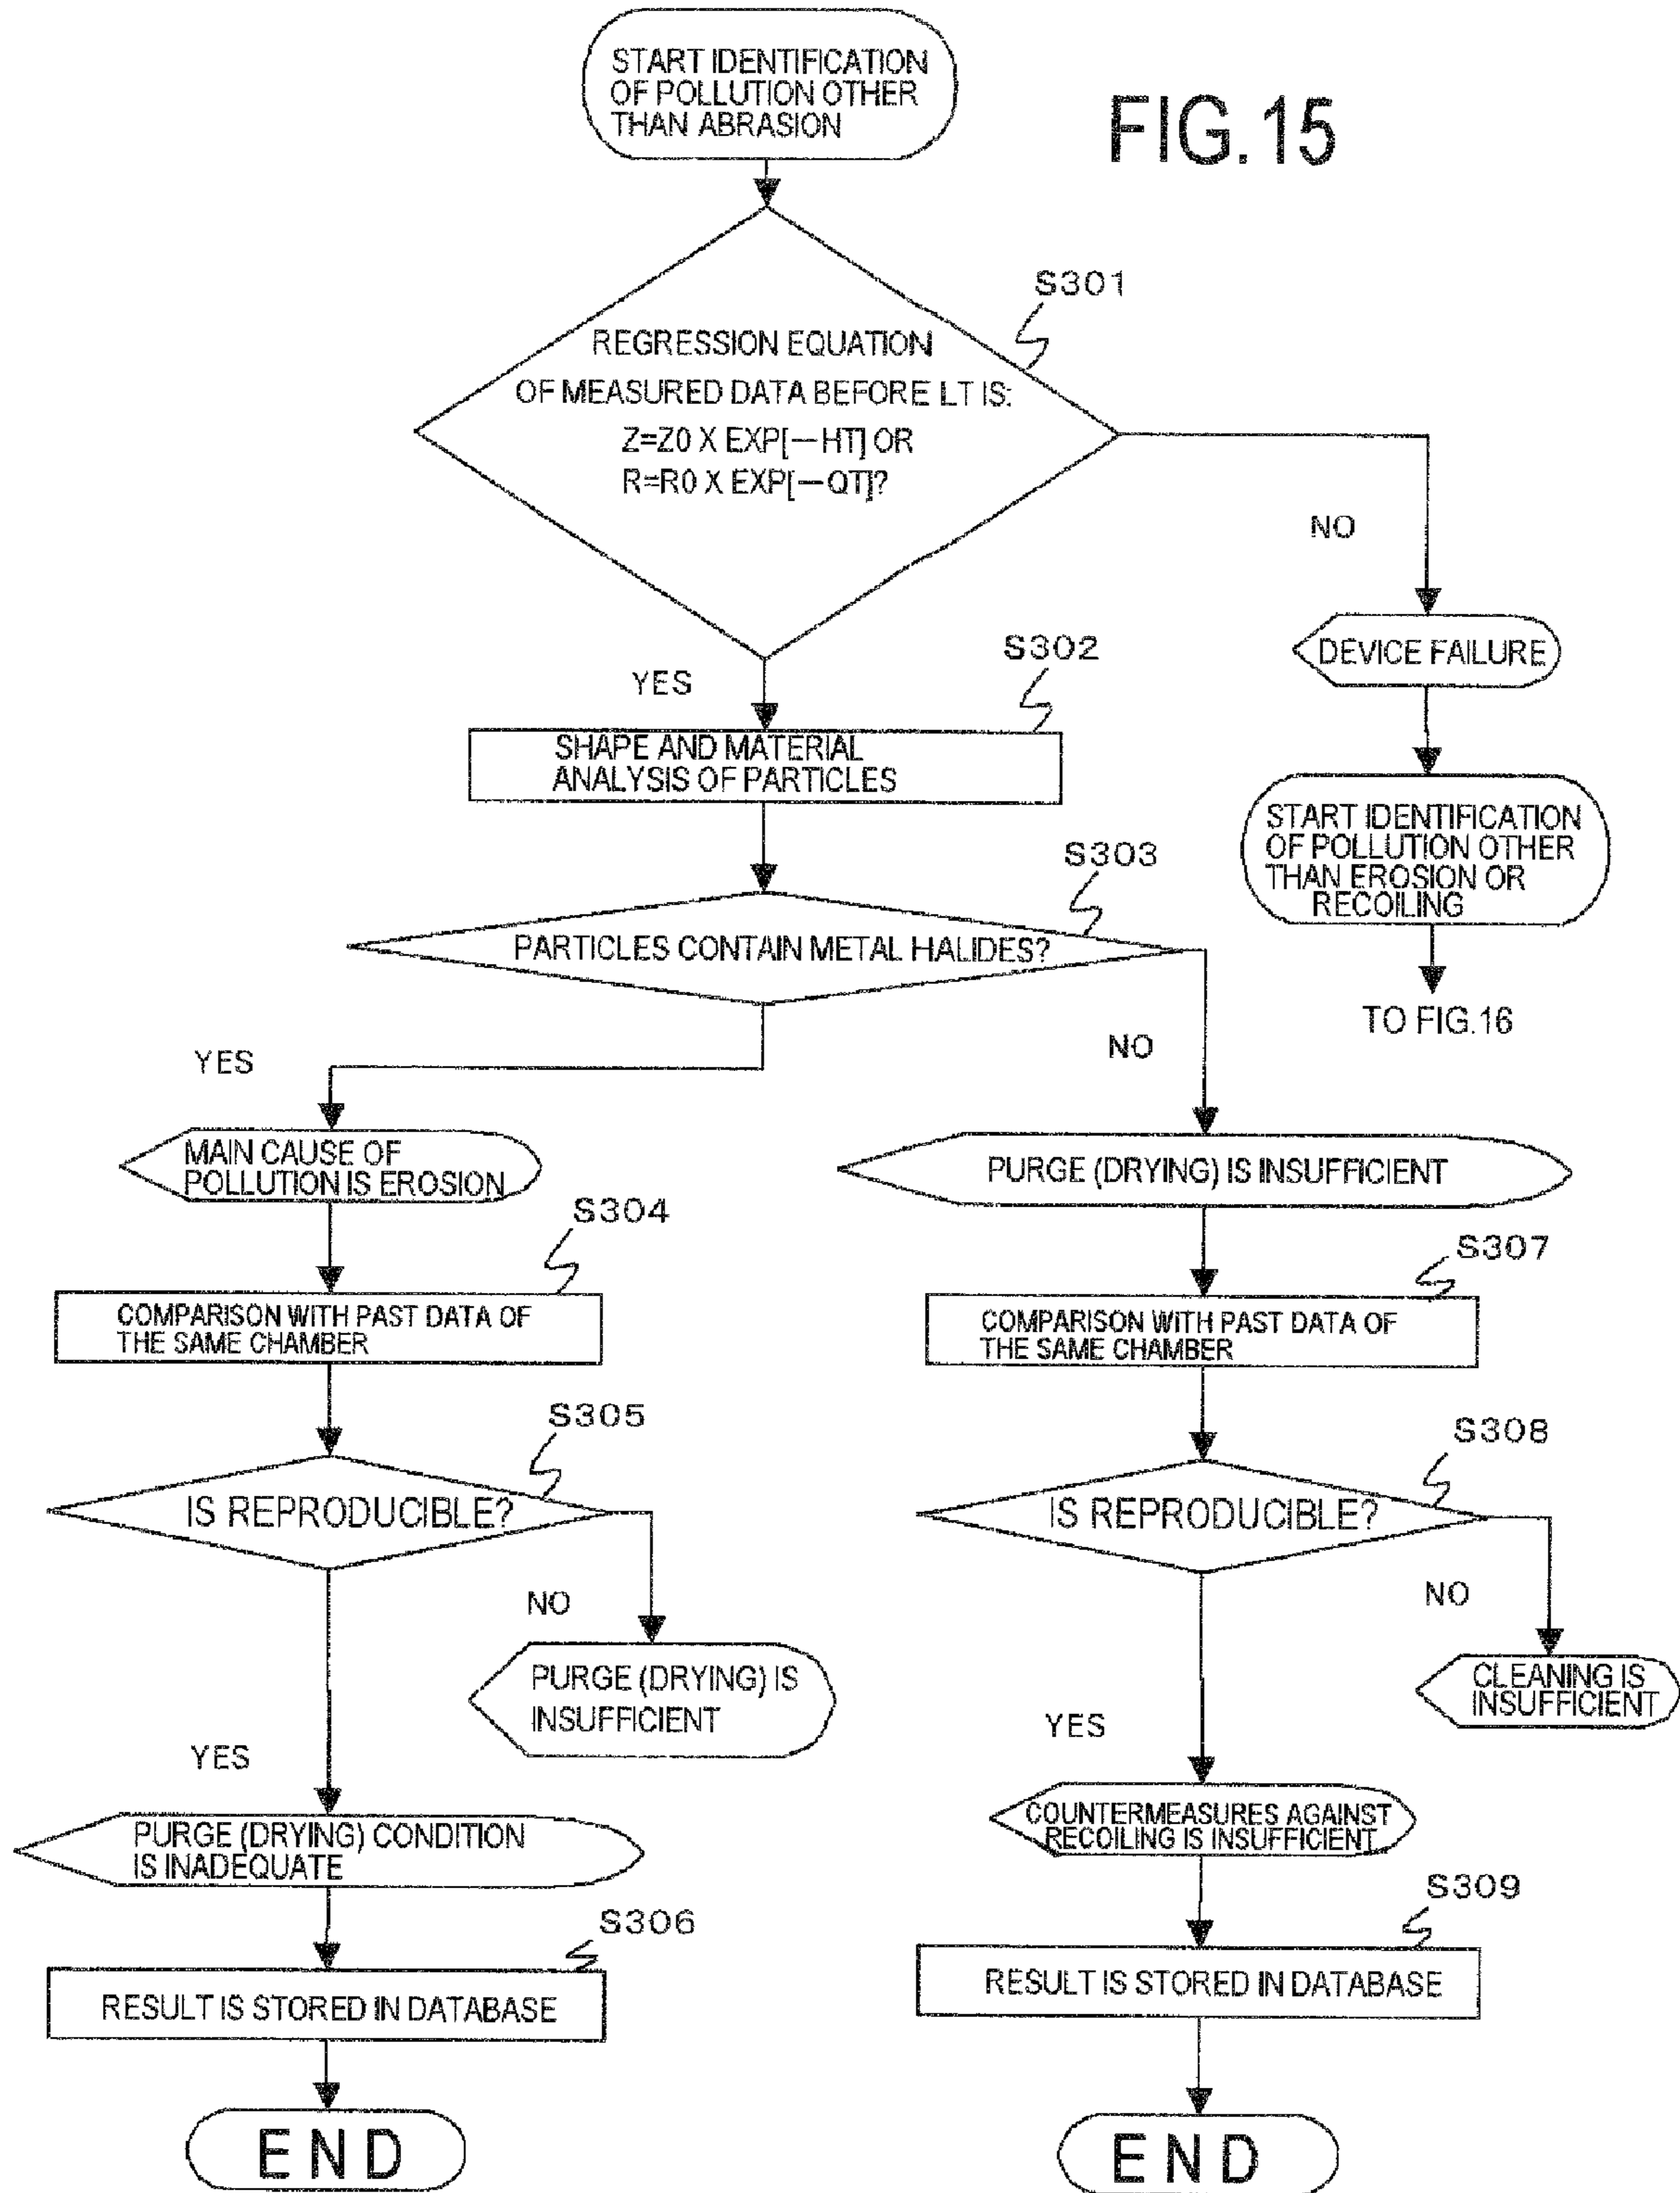 START IDENTIFICATION
OF POLLUTION OTHER
THAN ABRASION
FIG.15
S301
REGRESSION EQUATION
OF MEASURED DATA BEFORE LT IS:
Z=Z0 X EXP[—HT] OR
R=R0 X EXP[—QT]?
NO
DEVICE FAILURE
START IDENTIFICATION
OF POLLUTION OTHER
THAN EROSION OR
RECOILING
TO FIG.16
YES
S302
SHAPE AND MATERIAL
ANALYSIS OF PARTICLES
S303
PARTICLES CONTAIN METAL HALIDES?
YES
NO
MAIN CAUSE OF
POLLUTION IS EROSION
S304
COMPARISON WITH PAST DATA OF
THE SAME CHAMBER
S305
IS REPRODUCIBLE?
NO
PURGE (DRYING) IS
INSUFFICIENT
YES
PURGE (DRYING) CONDITION
IS INADEQUATE
S306
RESULT IS STORED IN DATABASE
END
PURGE (DRYING) IS INSUFFICIENT
S307
COMPARISON WITH PAST DATA OF
THE SAME CHAMBER
S308
IS REPRODUCIBLE?
NO
CLEANING IS
INSUFFICIENT
YES
COUNTERMEASURES AGAINST
RECOILING IS INSUFFICIENT
S309
RESULT IS STORED IN DATABASE
END